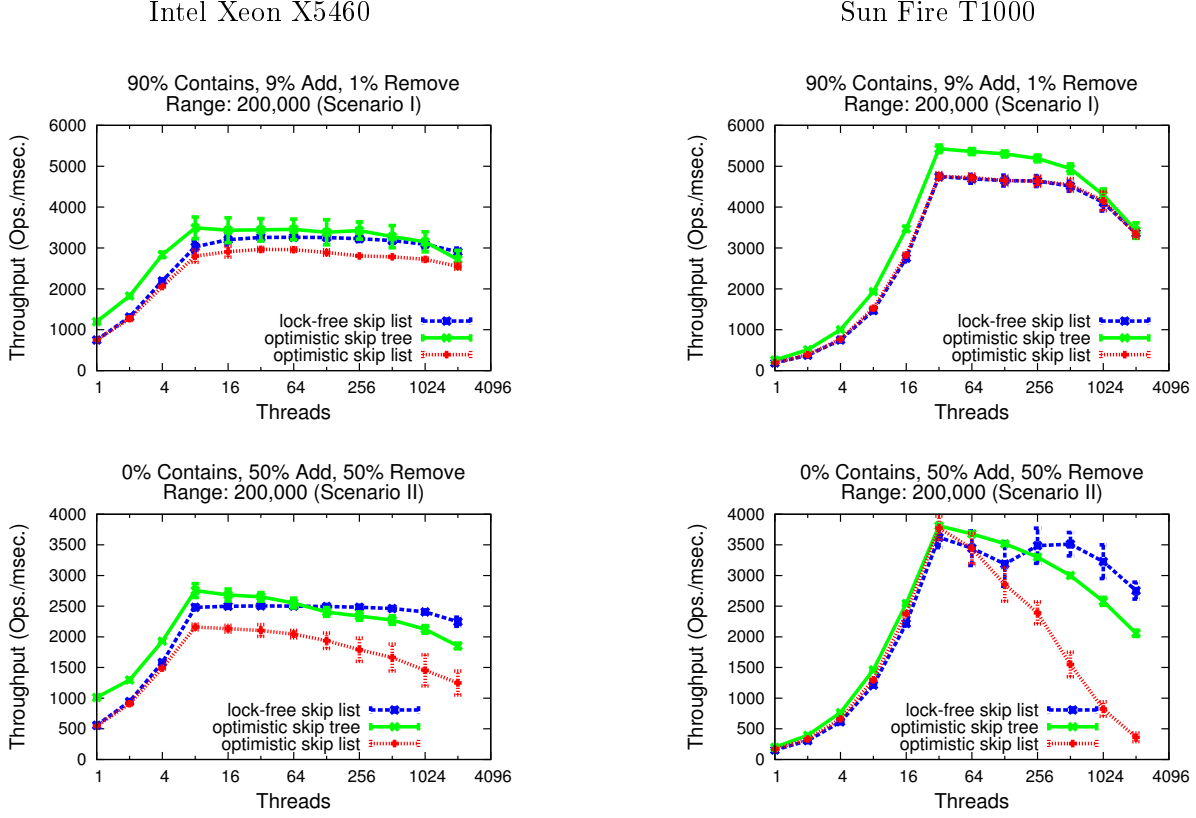 Intel Xeon X5460
Sun Fire T1000
90% Contains, 9% Add, 1% Remove
Range: 200,000 (Scenario I)
Throughput (Ops./msec.)
6000
5000
4000
3000
2000
1000
0
lock-free skip list
optimistic skip tree
optimistic skip list
1 4 16 64 256 1024 4096
Threads
90% Contains, 9% Add, 1% Remove
Range: 200,000 (Scenario I)
Throughput (Ops./msec.)
6000
5000
4000
3000
2000
1000
0
lock-free skip list
optimistic skip tree
optimistic skip list
1 4 16 64 256 1024 4096
Threads
0% Contains, 50% Add, 50% Remove
Range: 200,000 (Scenario II)
Throughput (Ops./msec.)
4000
3500
3000
2500
2000
1500
1000
500
0
lock-free skip list
optimistic skip tree
optimistic skip list
1 4 16 64 256 1024 4096
Threads
0% Contains, 50% Add, 50% Remove
Range: 200,000 (Scenario II)
Throughput (Ops./msec.)
4000
3500
3000
2500
2000
1500
1000
500
0
lock-free skip list
optimistic skip tree
optimistic skip list
1 4 16 64 256 1024 4096
Threads